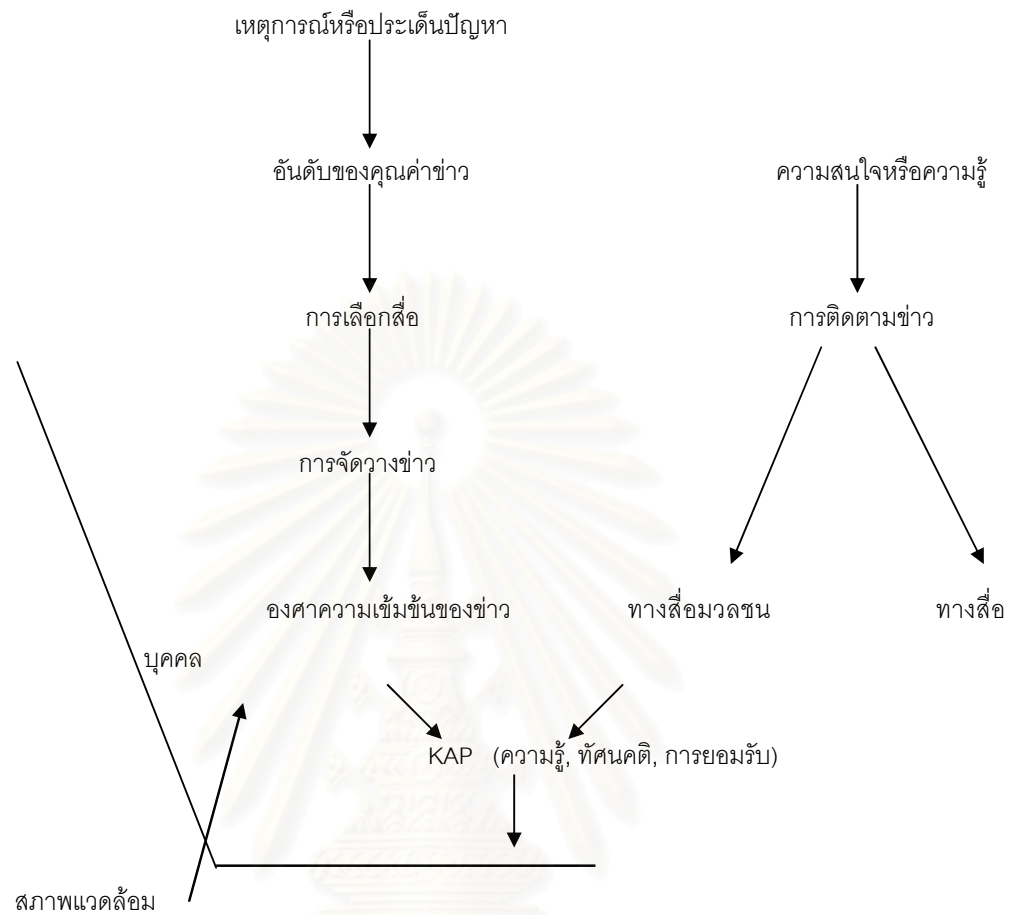 เหตุการณ์หรือประเด็นปัญหา
อันดับของคุณค่าข่าว ความสนใจหรือความรู้
การเลือกสื่อ การติดตามข่าว
การจัดวางข่าว
องศาความเข้มข้นของข่าว ทางสื่อมวลชน ทางสื่อ
บุคคล
KAP (ความรู้, ทัศนคติ, การยอมรับ)
สภาพแวดล้อม